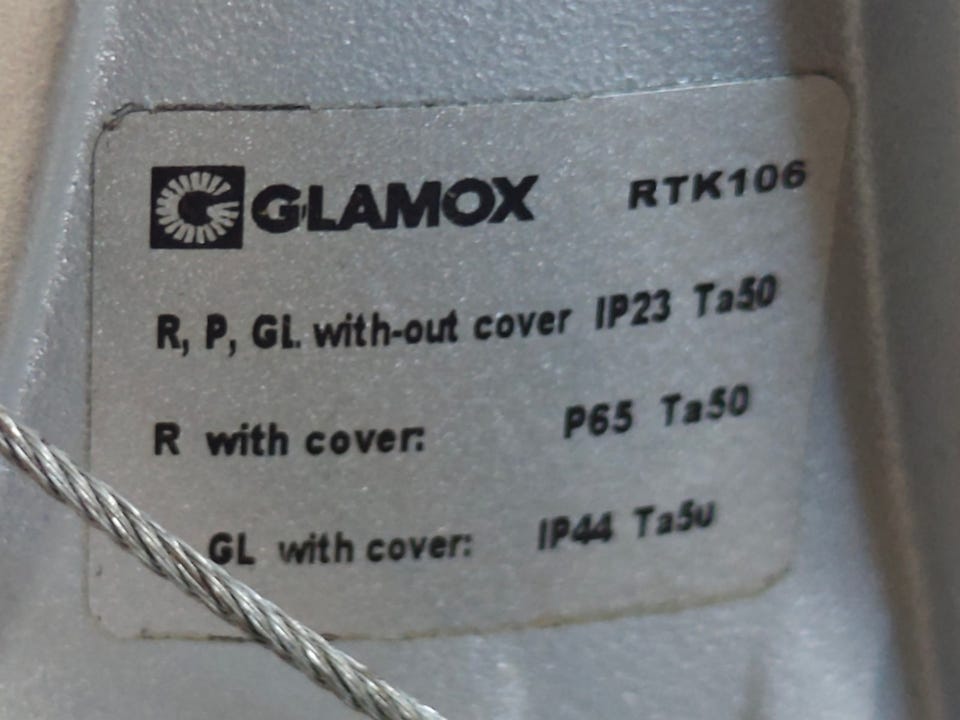 GLAMOX RTK106
R, P, GL with-out cover IP23 Ta50
R with cover: P65 Ta50
GL with cover: IP44 Ta5u